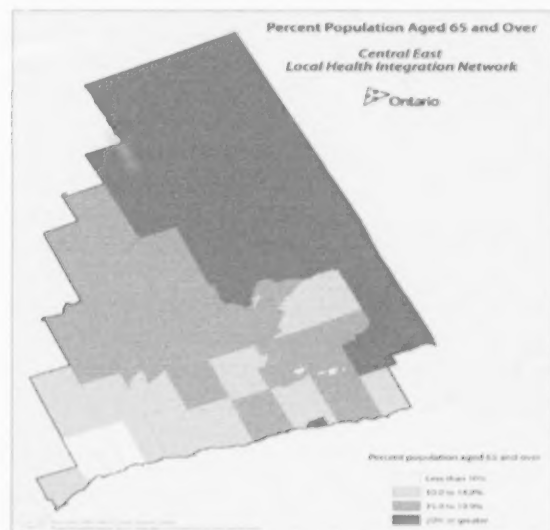 Percent Population Aged 65 and Over
Central East
Local Health Integration Network
Ontario
Percent population aged 65 and over
Less than 10%
10.0 to 14.9%
15.0 to 19.9%
20% or greater